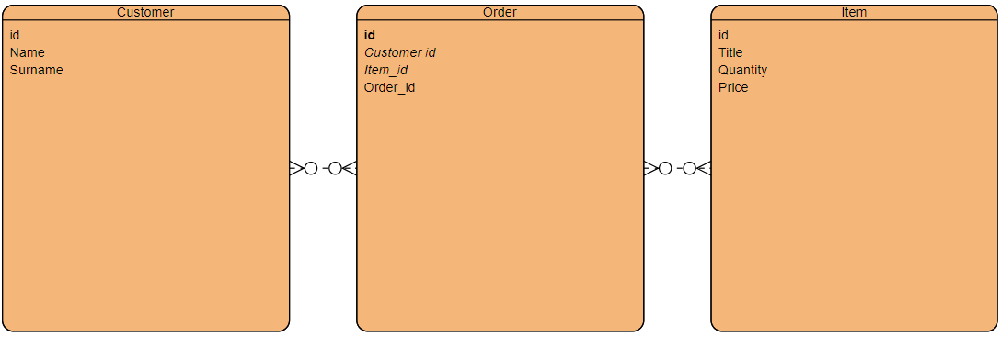 Customer
id
Name
Surname
Order
id
Customer id
Item_id
Order_id
Item
id
Title
Quantity
Price